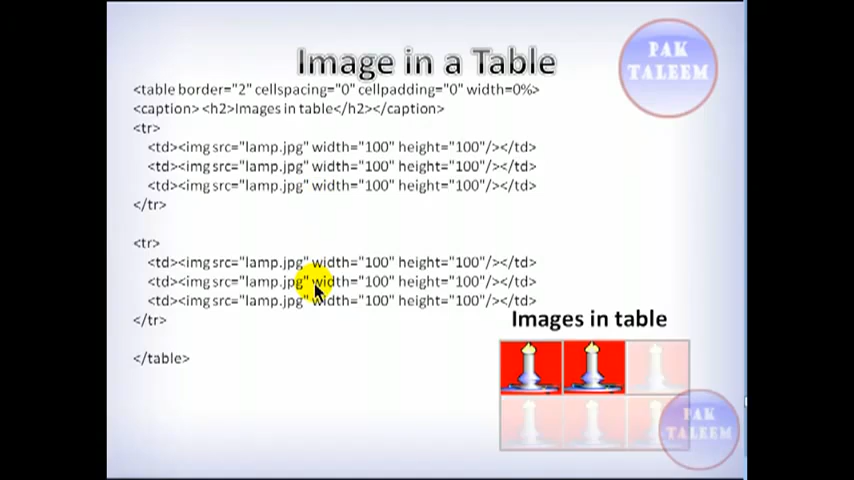 Image in a Table
PAK
TALEEM
<table border="2" cellspacing="0" cellpadding="0" width=0%>
<caption> <h2>Images in table</h2></caption>
<tr>
<td><img src="lamp.jpg" width="100" height="100"/></td>
<td><img src="lamp.jpg" width="100" height="100"/></td>
<td><img src="lamp.jpg" width="100" height="100"/></td>
</tr>
<tr>
<td><img src="lamp.jpg" width="100" height="100"/></td>
<td><img src="lamp.jpg" width="100" height="100"/></td>
<td><img src="lamp.jpg" width="100" height="100"/></td>
</tr>
</table>
Images in table
PAK
TALEEM